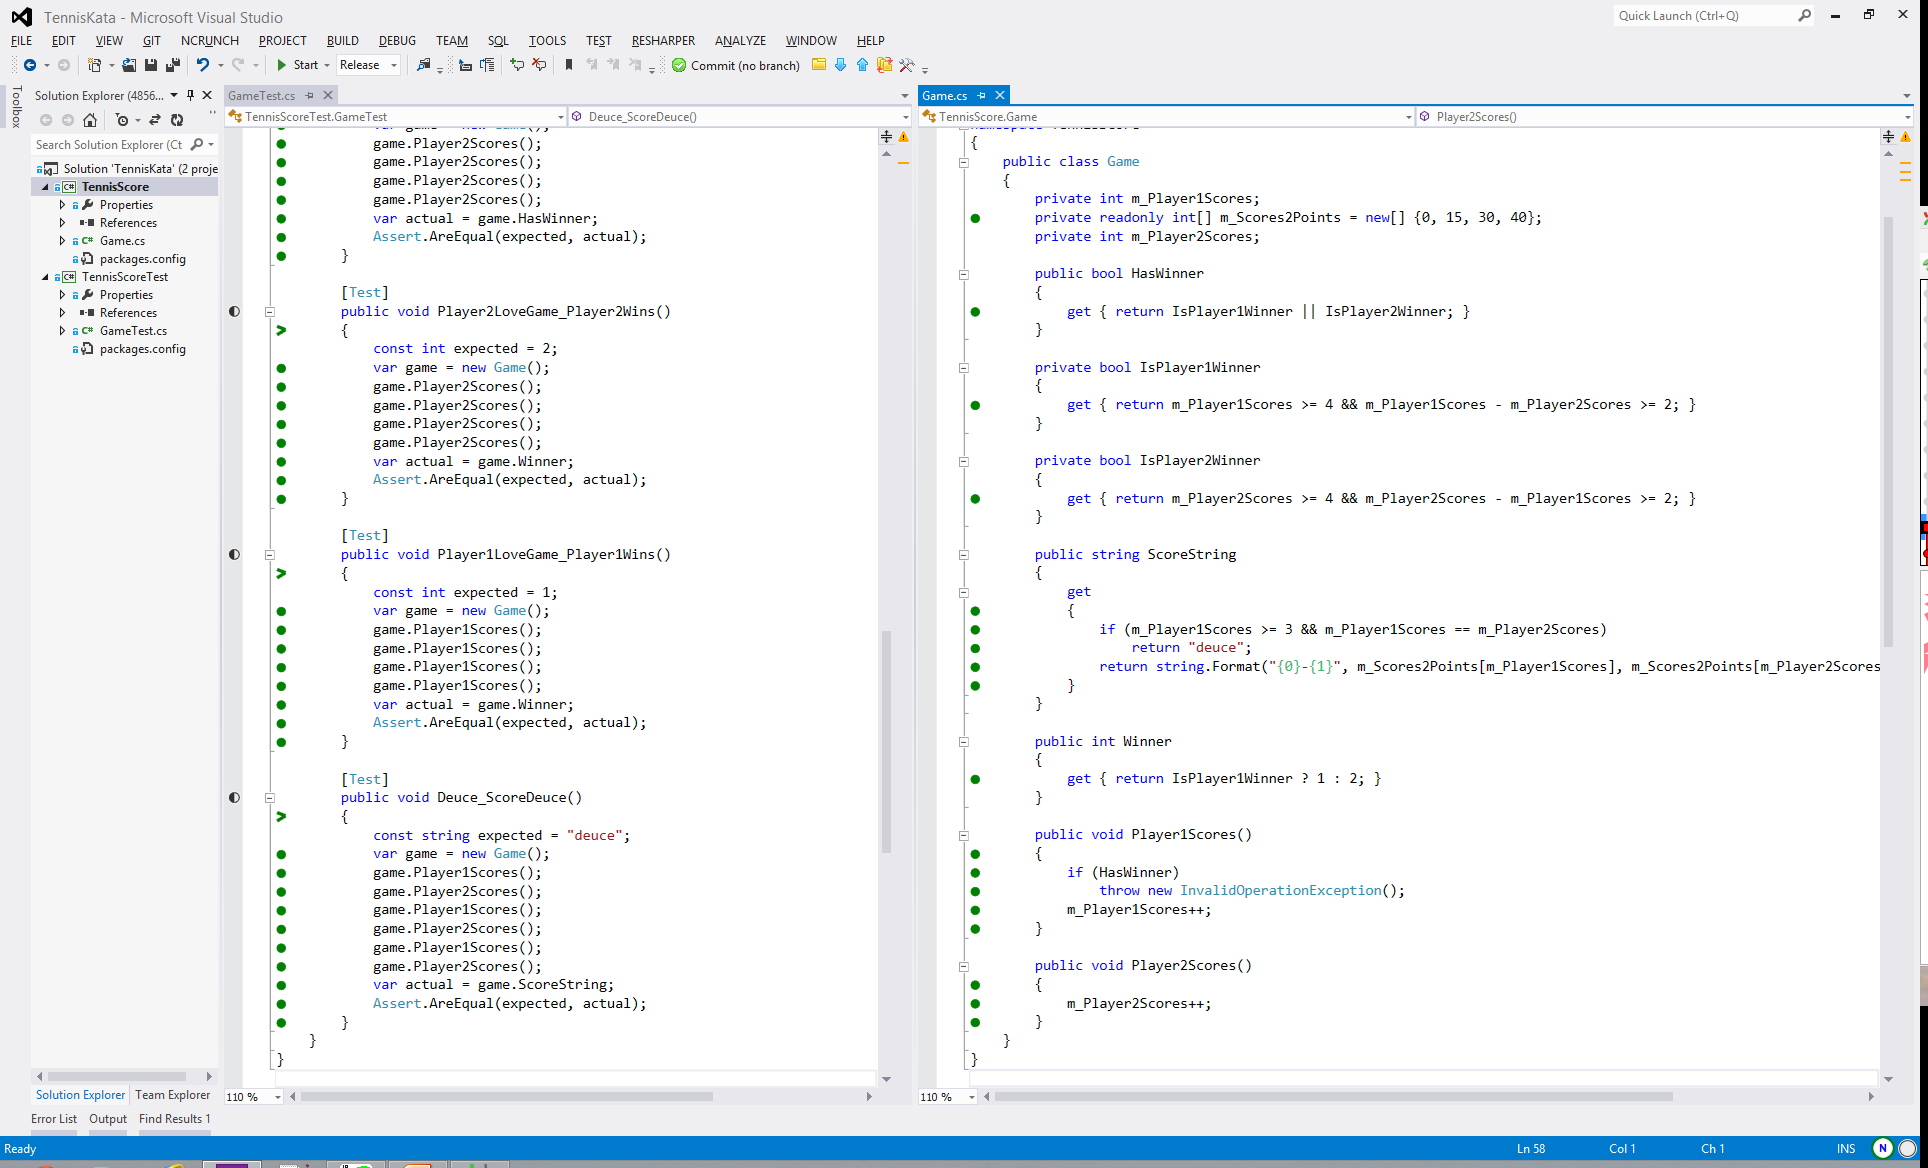 TennisKata - Microsoft Visual Studio
Quick Launch (Ctrl+Q)
FILE EDIT VIEW GIT NCRUNCH PROJECT BUILD DEBUG TEAM SQL TOOLS TEST RESHARPER ANALYZE WINDOW HELP
Start Release Commit (no branch)
Toolbox
Solution Explorer (4856...
Search Solution Explorer (Ct
Solution 'TennisKata' (2 proje
TennisScore
Properties
References
Game.cs
packages.config
TennisScoreTest
Properties
References
GameTest.cs
packages.config
Solution Explorer Team Explorer
Error List Output Find Results 1
GameTest.cs
TennisScoreTest.GameTest Deuce_ScoreDeuce()
var game = new Game();
game.Player2Scores();
game.Player2Scores();
game.Player2Scores();
game.Player2Scores();
var actual = game.HasWinner;
Assert.AreEqual(expected, actual);
}
[Test]
public void Player2LoveGame_Player2Wins()
{
const int expected = 2;
var game = new Game();
game.Player2Scores();
game.Player2Scores();
game.Player2Scores();
game.Player2Scores();
var actual = game.Winner;
Assert.AreEqual(expected, actual);
}
[Test]
public void Player1LoveGame_Player1Wins()
{
const int expected = 1;
var game = new Game();
game.Player1Scores();
game.Player1Scores();
game.Player1Scores();
game.Player1Scores();
var actual = game.Winner;
Assert.AreEqual(expected, actual);
}
[Test]
public void Deuce_ScoreDeuce()
{
const string expected = "deuce";
var game = new Game();
game.Player1Scores();
game.Player2Scores();
game.Player1Scores();
game.Player2Scores();
game.Player1Scores();
game.Player2Scores();
var actual = game.ScoreString;
Assert.AreEqual(expected, actual);
}
}
}
110 %
Game.cs
TennisScore.Game Player2Scores()
namespace TennisScore
{
public class Game
{
private int m_Player1Scores;
private readonly int[] m_Scores2Points = new[] {0, 15, 30, 40};
private int m_Player2Scores;
public bool HasWinner
{
get { return IsPlayer1Winner || IsPlayer2Winner; }
}
private bool IsPlayer1Winner
{
get { return m_Player1Scores >= 4 && m_Player1Scores - m_Player2Scores >= 2; }
}
private bool IsPlayer2Winner
{
get { return m_Player2Scores >= 4 && m_Player2Scores - m_Player1Scores >= 2; }
}
public string ScoreString
{
get
{
if (m_Player1Scores >= 3 && m_Player1Scores == m_Player2Scores)
return "deuce";
return string.Format("{0}-{1}", m_Scores2Points[m_Player1Scores], m_Scores2Points[m_Player2Scores
}
}
public int Winner
{
get { return IsPlayer1Winner ? 1 : 2; }
}
public void Player1Scores()
{
if (HasWinner)
throw new InvalidOperationException();
m_Player1Scores++;
}
public void Player2Scores()
{
m_Player2Scores++;
}
}
}
110 %
Ready Ln 58 Col 1 Ch 1 INS N